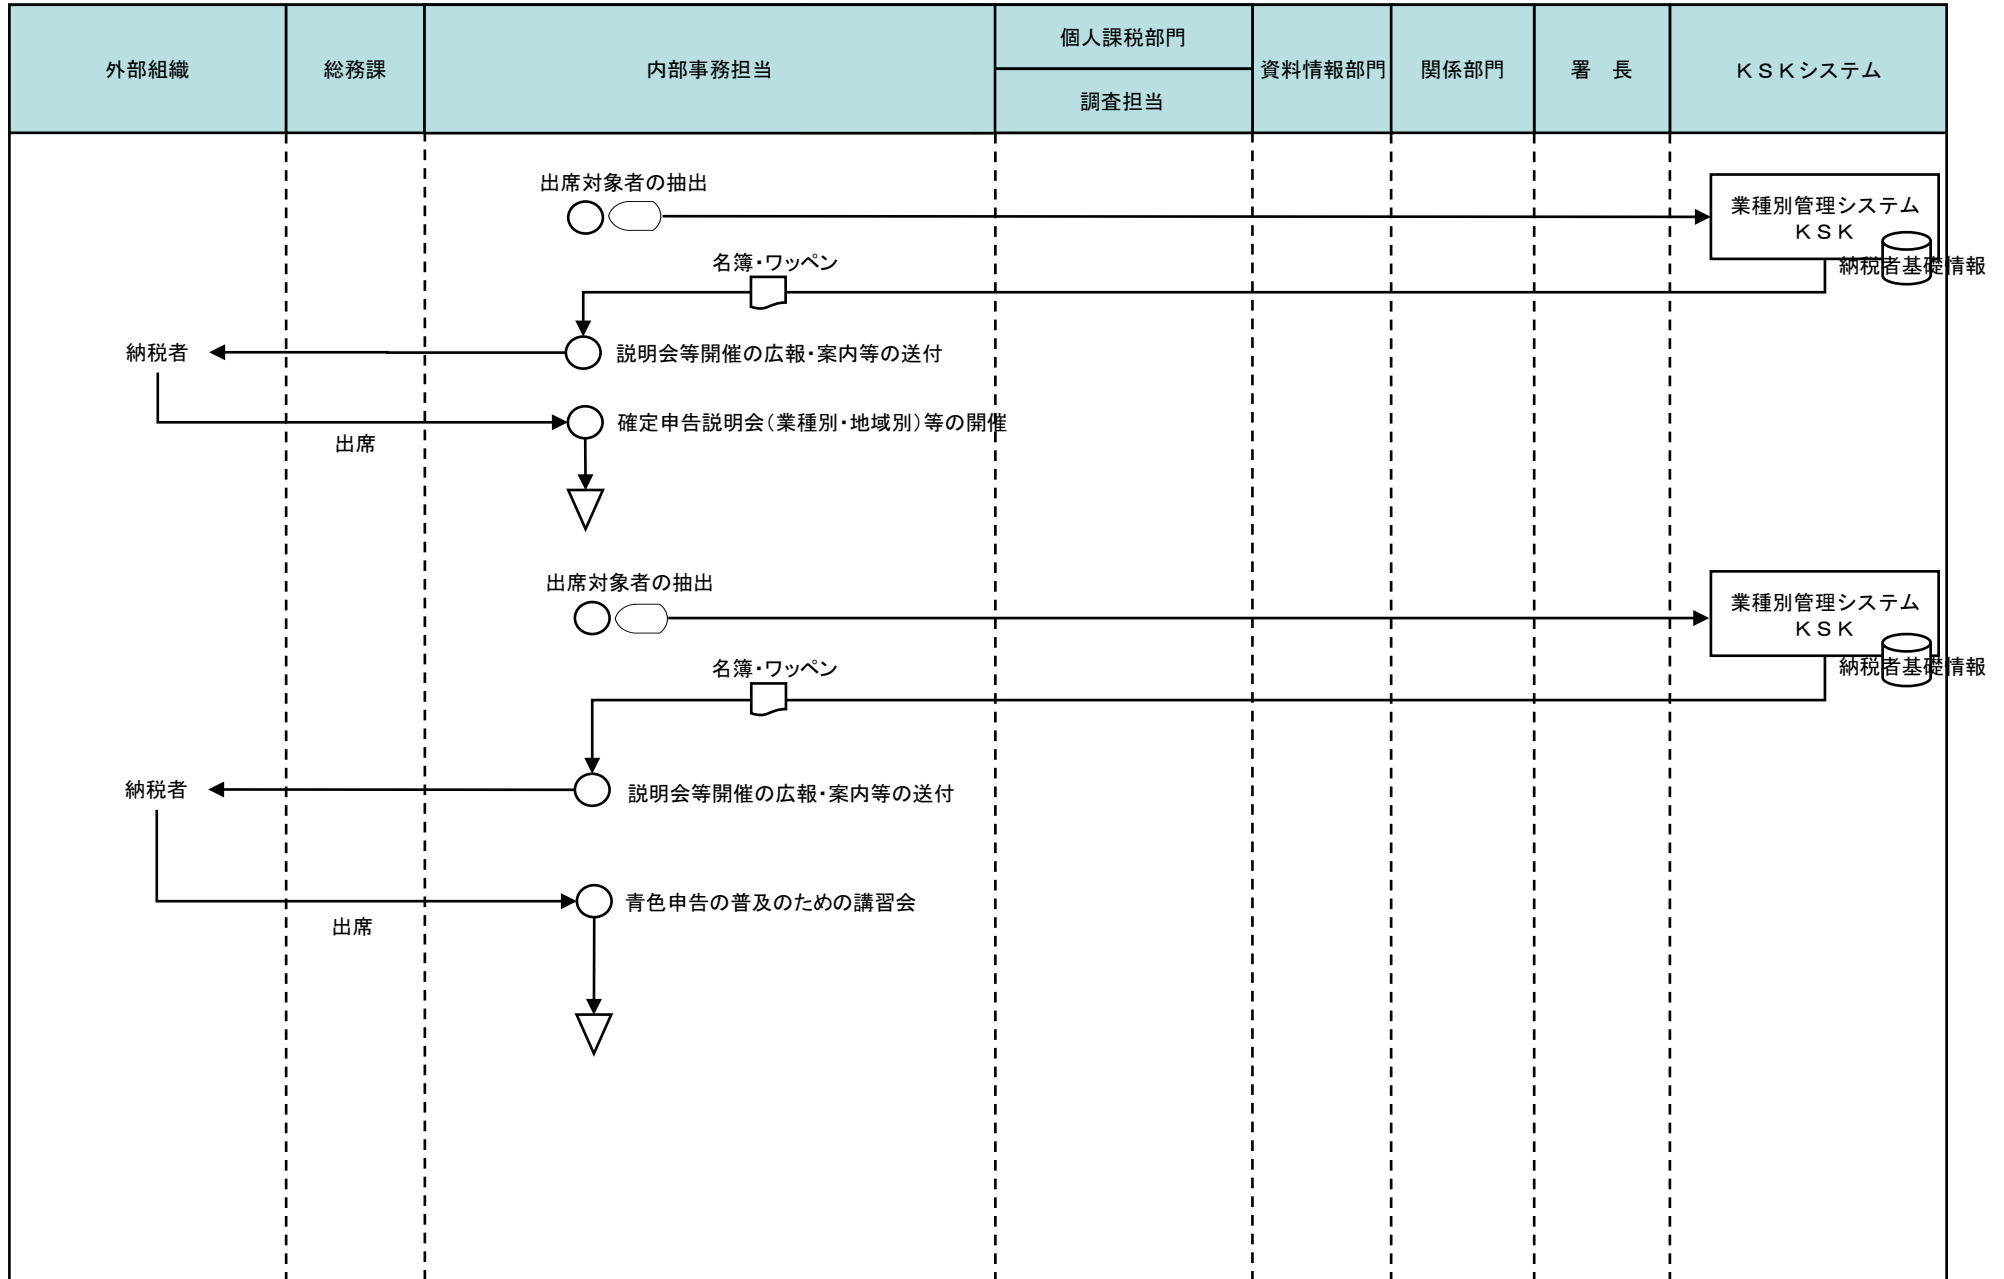 外部組織
総務課
内部事務担当
個人課税部門
調査担当
資料情報部門
関係部門
署　長
ＫＳＫシステム
出席対象者の抽出
業種別管理システム
ＫＳＫ
納税者基礎情報
名簿・ワッペン
納税者
説明会等開催の広報・案内等の送付
確定申告説明会（業種別・地域別）等の開催
出席
出席対象者の抽出
業種別管理システム
ＫＳＫ
納税者基礎情報
名簿・ワッペン
納税者
説明会等開催の広報・案内等の送付
青色申告の普及のための講習会
出席